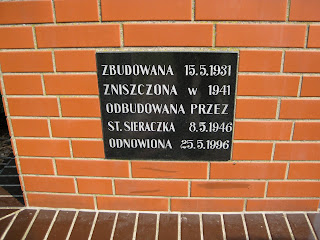 ZBUDOWANA 15.5.1931
ZNISZCZONA W 1941
ODBUDOWANA PRZEZ
ST. SIERACZKA 8.5.1946
ODNOWIONA 25.5.1996